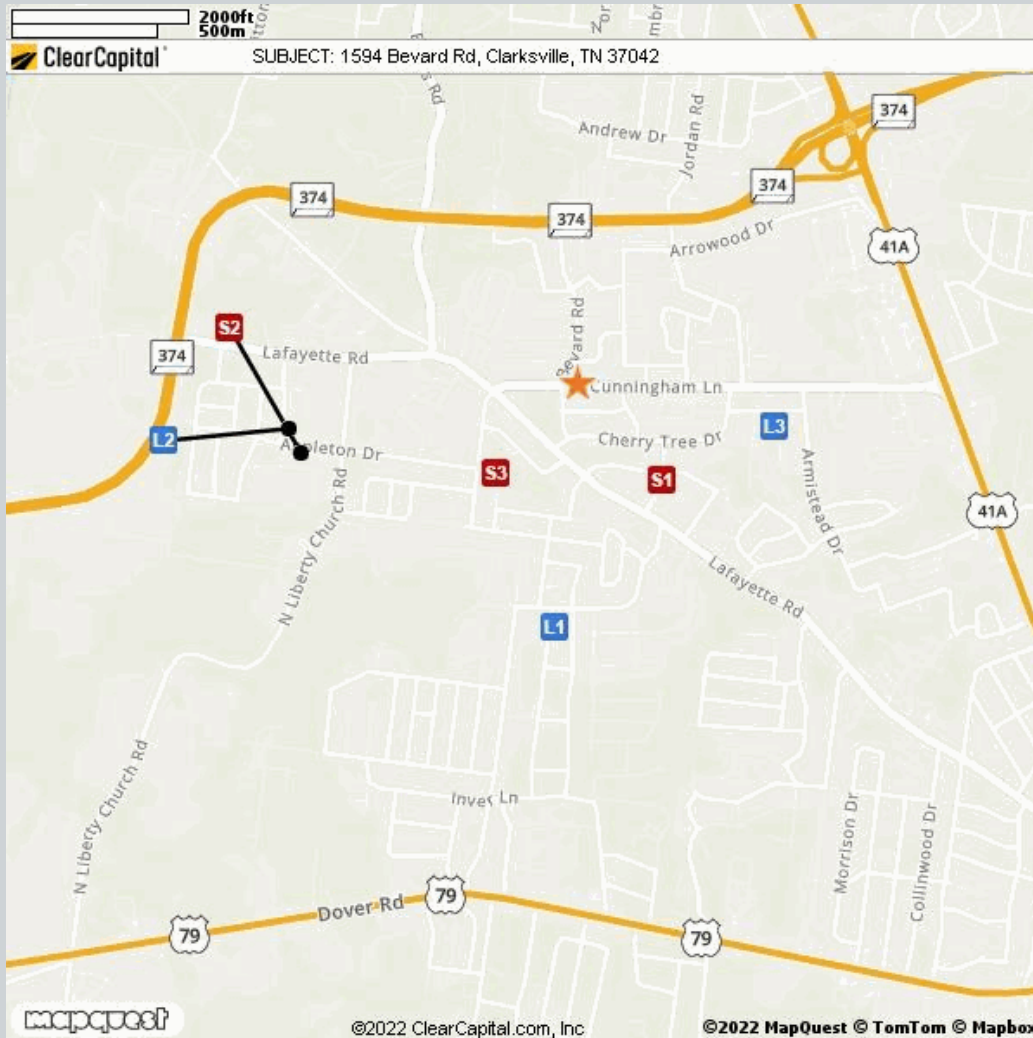 2000ft
500m
ClearCapital
SUBJECT: 1594 Bevard Rd, Clarksville, TN 37042
s Rd
Andrew Dr
Jordan Rd
374
374
374
374
374
Arrowood Dr
41A
S2
Lafayette Rd
Bevard Rd
Cunningham Ln
L2
Appleton Dr
Cherry Tree Dr
L3
S3
S1
Armistead Dr
41A
N Liberty Church Rd
Lafayette Rd
L1
N Liberty Church Rd
Morrison Dr
Collinwood Dr
Dover Rd
79
79
79
mapquest
©2022 ClearCapital.com, Inc
©2022 MapQuest © TomTom © Mapbox